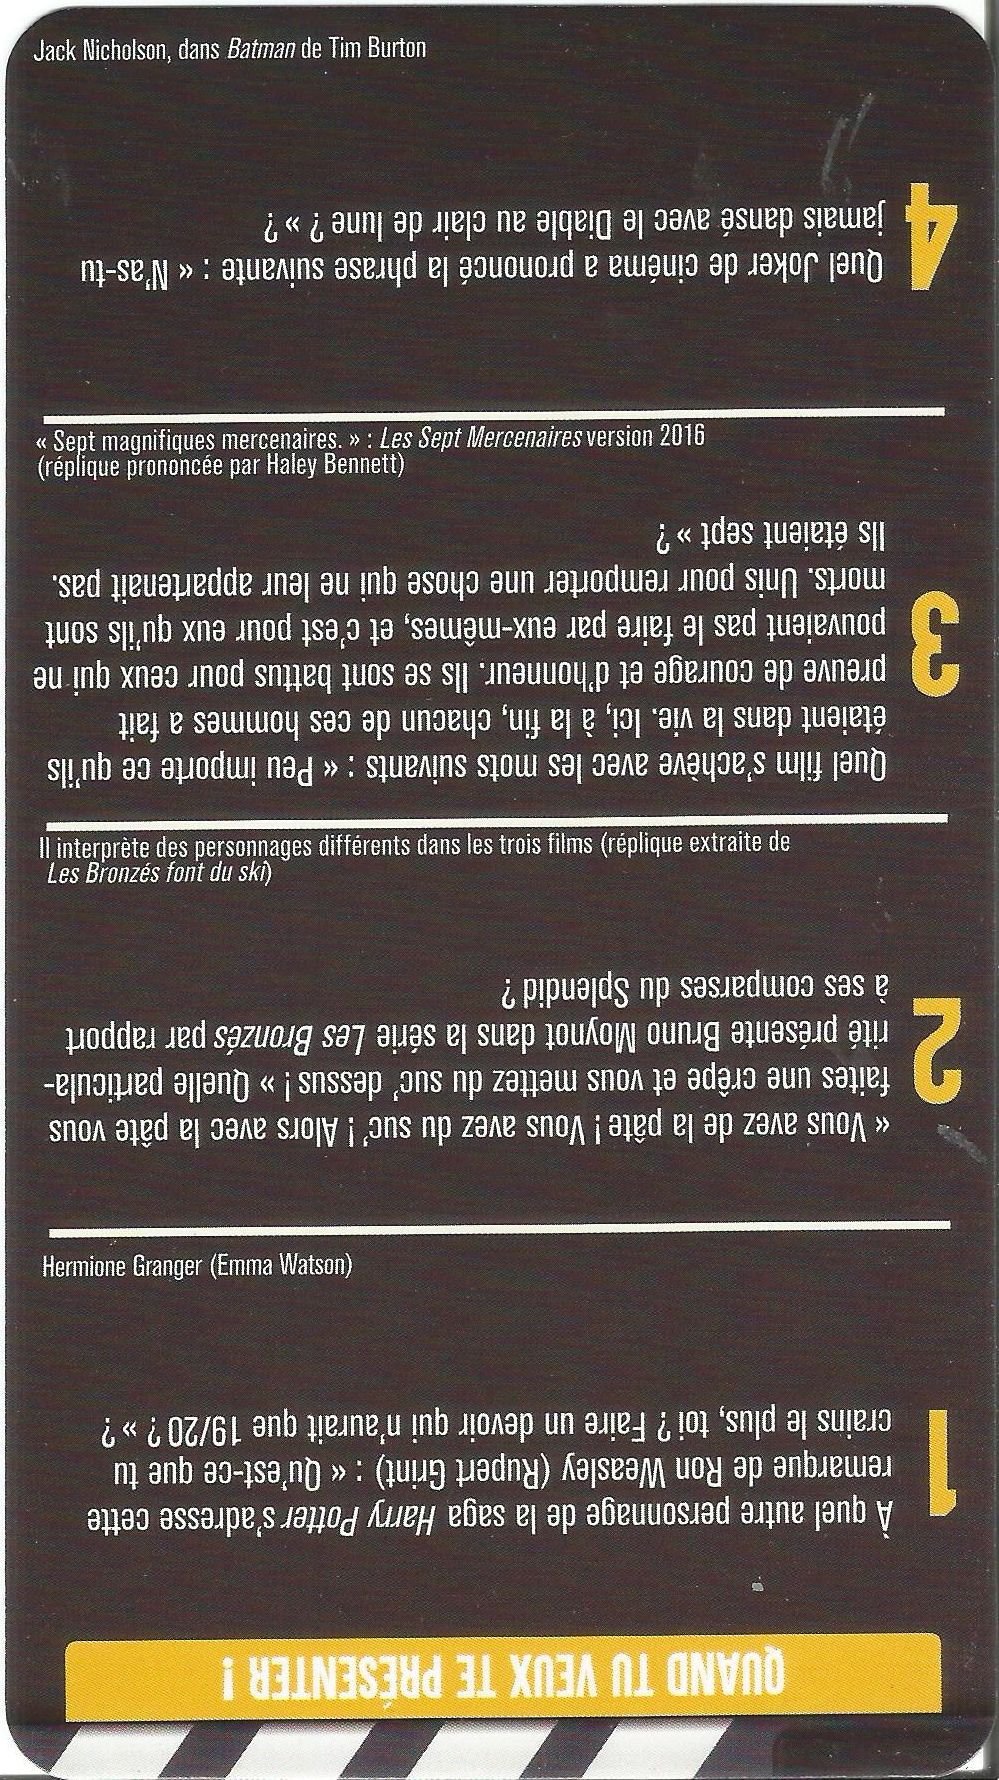 QUAND TU VEUX TE PRÉSENTER !
1
À quel autre personnage de la saga Harry Potter s'adresse cette
remarque de Ron Weasley (Rupert Grint) : « Qu'est-ce que tu
crains le plus, toi ? Faire un devoir qui n'aurait que 19/20 ? » ?
Hermione Granger (Emma Watson)
2
« Vous avez de la pâte ! Vous avez du suc' ! Alors avec la pâte vous
faites une crêpe et vous mettez du suc' dessus ! » Quelle particula-
rité présente Bruno Moynot dans la série Les Bronzés par rapport
à ses comparses du Splendid ?
Il interprète des personnages différents dans les trois films (réplique extraite de
Les Bronzés font du ski)
3
Quel film s'achève avec les mots suivants : « Peu importe ce qu'ils
étaient dans la vie. Ici, à la fin, chacun de ces hommes a fait
preuve de courage et d'honneur. Ils se sont battus pour ceux qui ne
pouvaient pas le faire par eux-mêmes, et c'est pour eux qu'ils sont
morts. Unis pour remporter une chose qui ne leur appartenait pas.
Ils étaient sept » ?
« Sept magnifiques mercenaires. » : Les Sept Mercenaires version 2016
(réplique prononcée par Haley Bennett)
4
Quel Joker de cinéma a prononcé la phrase suivante : « N'as-tu
jamais dansé avec le Diable au clair de lune ? » ?
Jack Nicholson, dans Batman de Tim Burton